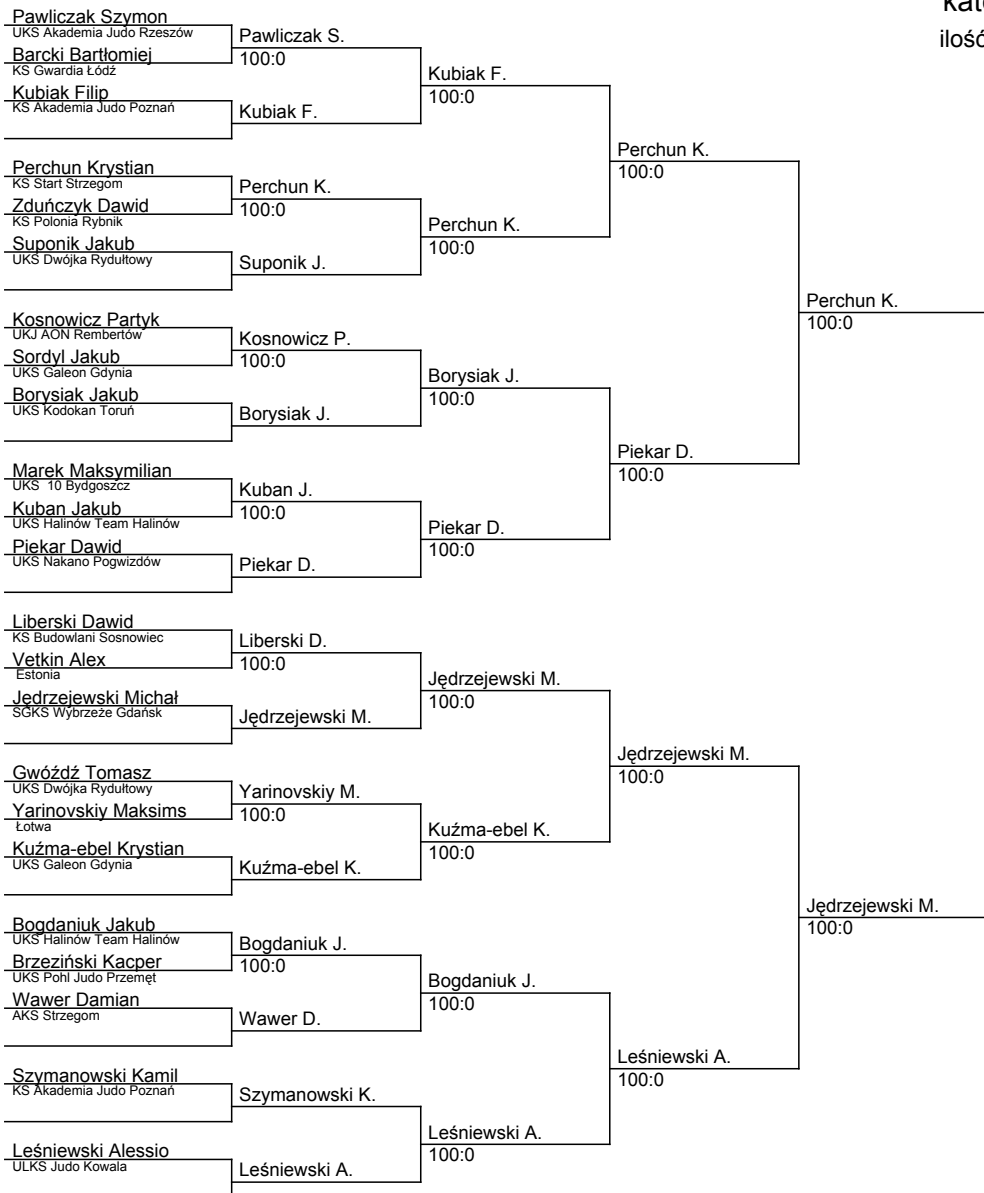 kat
iloś
Pawliczak Szymon
UKS Akademia Judo Rzeszów
Barcki Bartłomiej
KS Gwardia Łódź
Kubiak Filip
KS Akademia Judo Poznań
Perchun Krystian
KS Start Strzegom
Zduńczyk Dawid
KS Polonia Rybnik
Suponik Jakub
UKS Dwójka Rydułtowy
Kosnowicz Partyk
UKJ AON Rembertów
Sordyl Jakub
UKS Galeon Gdynia
Borysiak Jakub
UKS Kodokan Toruń
Marek Maksymilian
UKS 10 Bydgoszcz
Kuban Jakub
UKS Halinów Team Halinów
Piekar Dawid
UKS Nakano Pogwizdów
Liberski Dawid
KS Budowlani Sosnowiec
Vetkin Alex
Estonia
Jędrzejewski Michał
SGKS Wybrzeże Gdańsk
Gwóźdź Tomasz
UKS Dwójka Rydułtowy
Yarinovskiy Maksims
Łotwa
Kuźma-ebel Krystian
UKS Galeon Gdynia
Bogdaniuk Jakub
UKS Halinów Team Halinów
Brzeziński Kacper
UKS Pohl Judo Przemęt
Wawer Damian
AKS Strzegom
Szymanowski Kamil
KS Akademia Judo Poznań
Leśniewski Alessio
ULKS Judo Kowala
Pawliczak S.
100:0
Kubiak F.
Perchun K.
100:0
Suponik J.
Kosnowicz P.
100:0
Borysiak J.
Kuban J.
100:0
Piekar D.
Liberski D.
100:0
Jędrzejewski M.
Yarinovskiy M.
100:0
Kuźma-ebel K.
Bogdaniuk J.
100:0
Wawer D.
Szymanowski K.
Leśniewski A.
Kubiak F.
100:0
Perchun K.
100:0
Borysiak J.
100:0
Piekar D.
100:0
Jędrzejewski M.
100:0
Kuźma-ebel K.
100:0
Bogdaniuk J.
100:0
Leśniewski A.
100:0
Perchun K.
100:0
Piekar D.
100:0
Jędrzejewski M.
100:0
Leśniewski A.
100:0
Perchun K.
100:0
Jędrzejewski M.
100:0